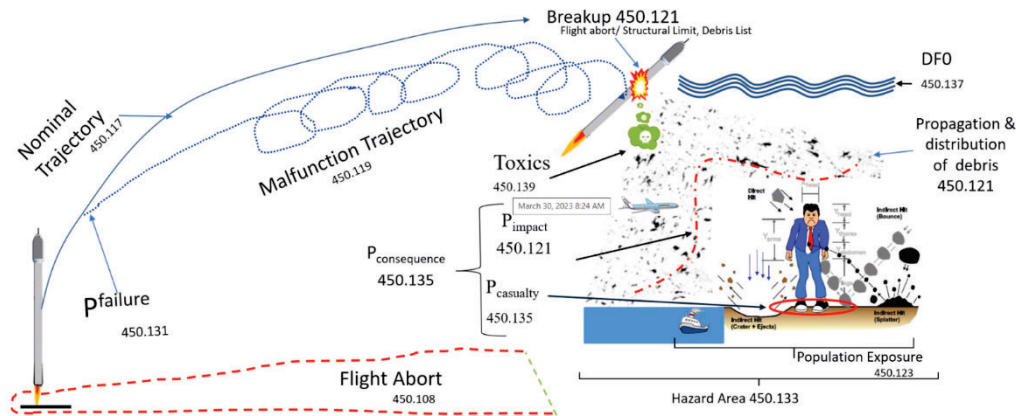 Breakup 450.121
Flight abort/ Structural Limit, Debris List
DF0
450.137
Nominal
Trajectory
450.117
Malfunction Trajectory
450.119
Propagation &
distribution
of debris
450.121
Toxics
450.139
March 30, 2023 8:24 AM
Pimpact
450.121
Pconsequence
450.135
Pcasualty
450.135
Direct
Hit
Indirect Hit
(Bounce)
Indirect Hit
(Crater + Ejecta)
Indirect Hit
(Splatter)
Pfailure
450.131
Population Exposure
450.123
Flight Abort
450.108
Hazard Area 450.133